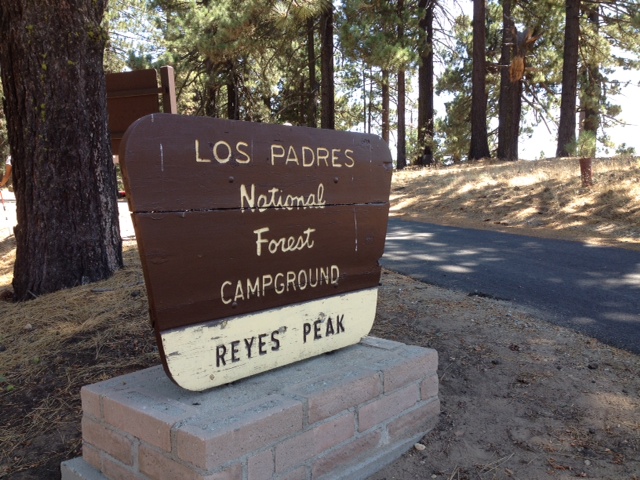 LOS PADRES
National
Forest
CAMPGROUND
REYES PEAK